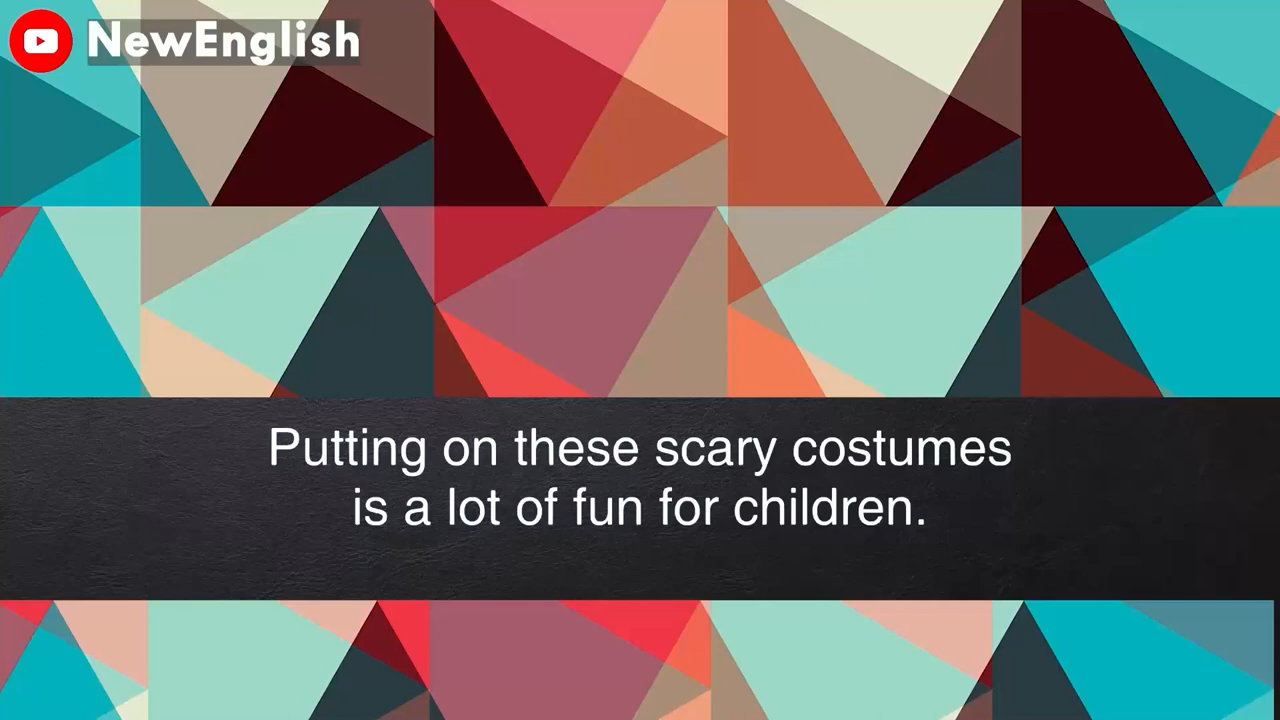 NewEnglish
Putting on these scary costumes
is a lot of fun for children.